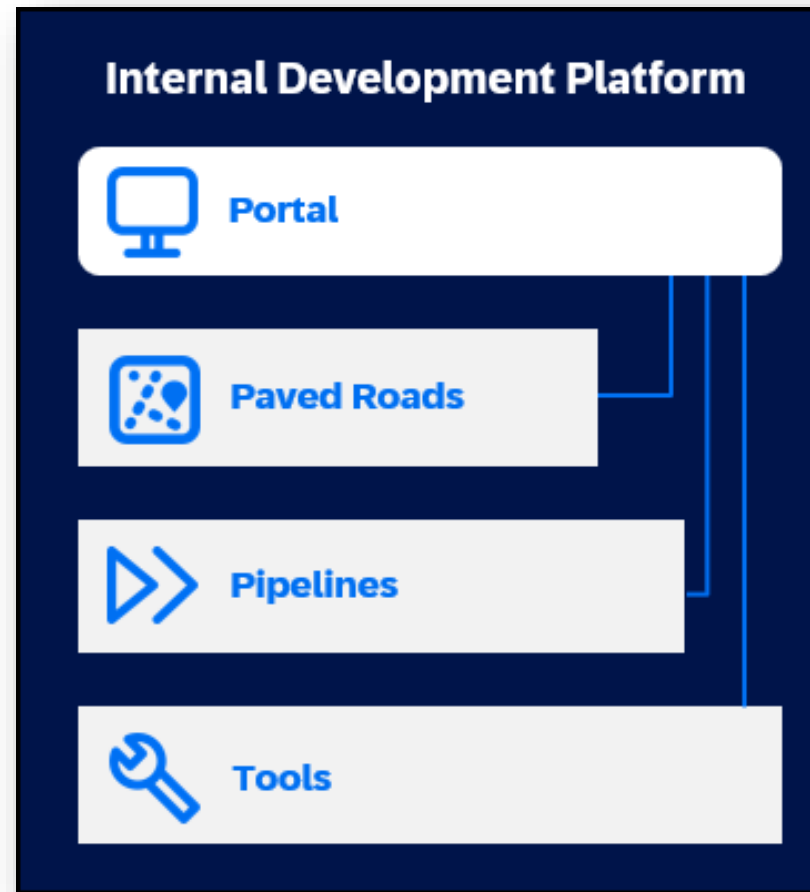 Internal Development Platform
Portal
Paved Roads
Pipelines
Tools